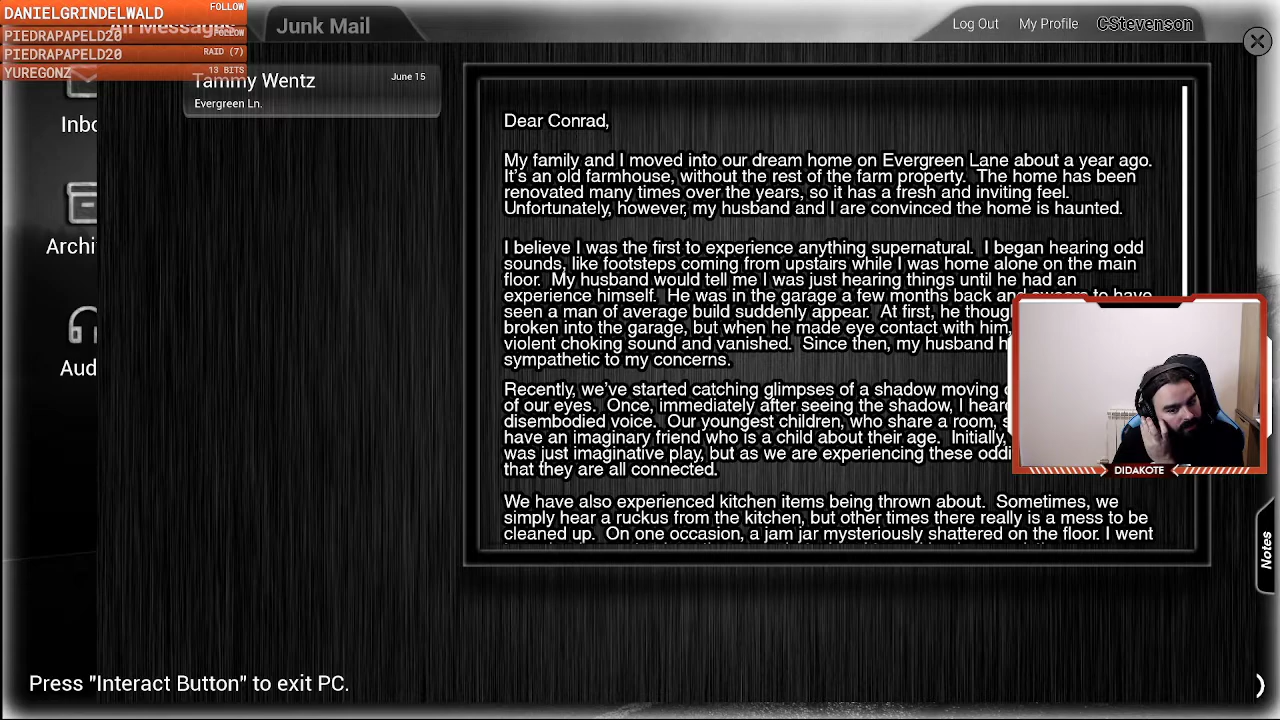 DANIELGRINDELWALD FOLLOW
All Messages
PIEDRAPAPELD20 FOLLOW
PIEDRAPAPELD20 RAID (7)
YUREGONZ 13 BITS
Junk Mail
Log Out My Profile CStevenson
Tammy Wentz June 15
Evergreen Ln.
Inbo
Archi
Aud
Dear Conrad,
My family and I moved into our dream home on Evergreen Lane about a year ago.
It's an old farmhouse, without the rest of the farm property. The home has been
renovated many times over the years, so it has a fresh and inviting feel.
Unfortunately, however, my husband and I are convinced the home is haunted.
I believe I was the first to experience anything supernatural. I began hearing odd
sounds, like footsteps coming from upstairs while I was home alone on the main
floor. My husband would tell me I was just hearing things until he had an
experience himself. He was in the garage a few months back and swears to have
seen a man of average build suddenly appear. At first, he thoug
broken into the garage, but when he made eye contact with him,
violent choking sound and vanished. Since then, my husband h
sympathetic to my concerns.
Recently, we've started catching glimpses of a shadow moving
of our eyes. Once, immediately after seeing the shadow, I hear
disembodied voice. Our youngest children, who share a room, s
have an imaginary friend who is a child about their age. Initially,
was just imaginative play, but as we are experiencing these oddi
that they are all connected.
We have also experienced kitchen items being thrown about. Sometimes, we
simply hear a ruckus from the kitchen, but other times there really is a mess to be
cleaned up. On one occasion, a jam jar mysteriously shattered on the floor. I went
DIDAKOTE
Notes
Press "Interact Button" to exit PC.